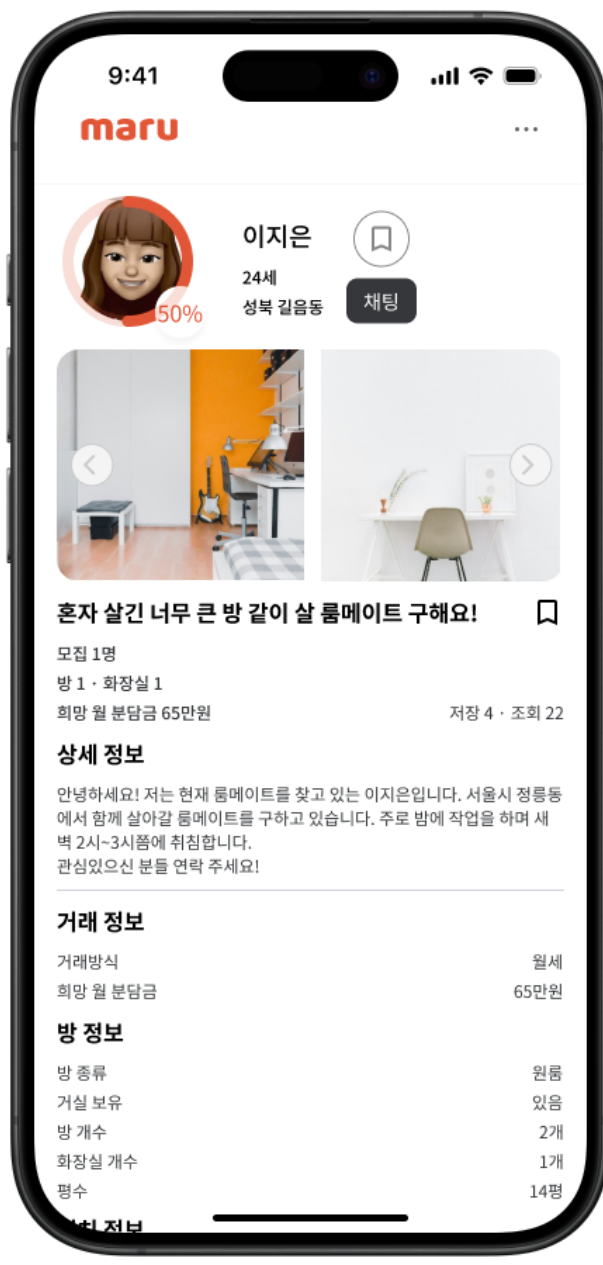 9:41
maru
이지은
24세
성북 길음동
채팅
50%
혼자 살긴 너무 큰 방 같이 살 룸메이트 구해요!
모집 1명
방 1 · 화장실 1
희망 월 분담금 65만원
저장 4 · 조회 22
상세 정보
안녕하세요! 저는 현재 룸메이트를 찾고 있는 이지은입니다. 서울시 정릉동
에서 함께 살아갈 룸메이트를 구하고 있습니다. 주로 밤에 작업을 하며 새
벽 2시~3시쯤에 취침합니다.
관심있으신 분들 연락 주세요!
거래 정보
거래방식 월세
희망 월 분담금 65만원
방 정보
방 종류 원룸
거실 보유 있음
방 개수 2개
화장실 개수 1개
평수 14평
정보